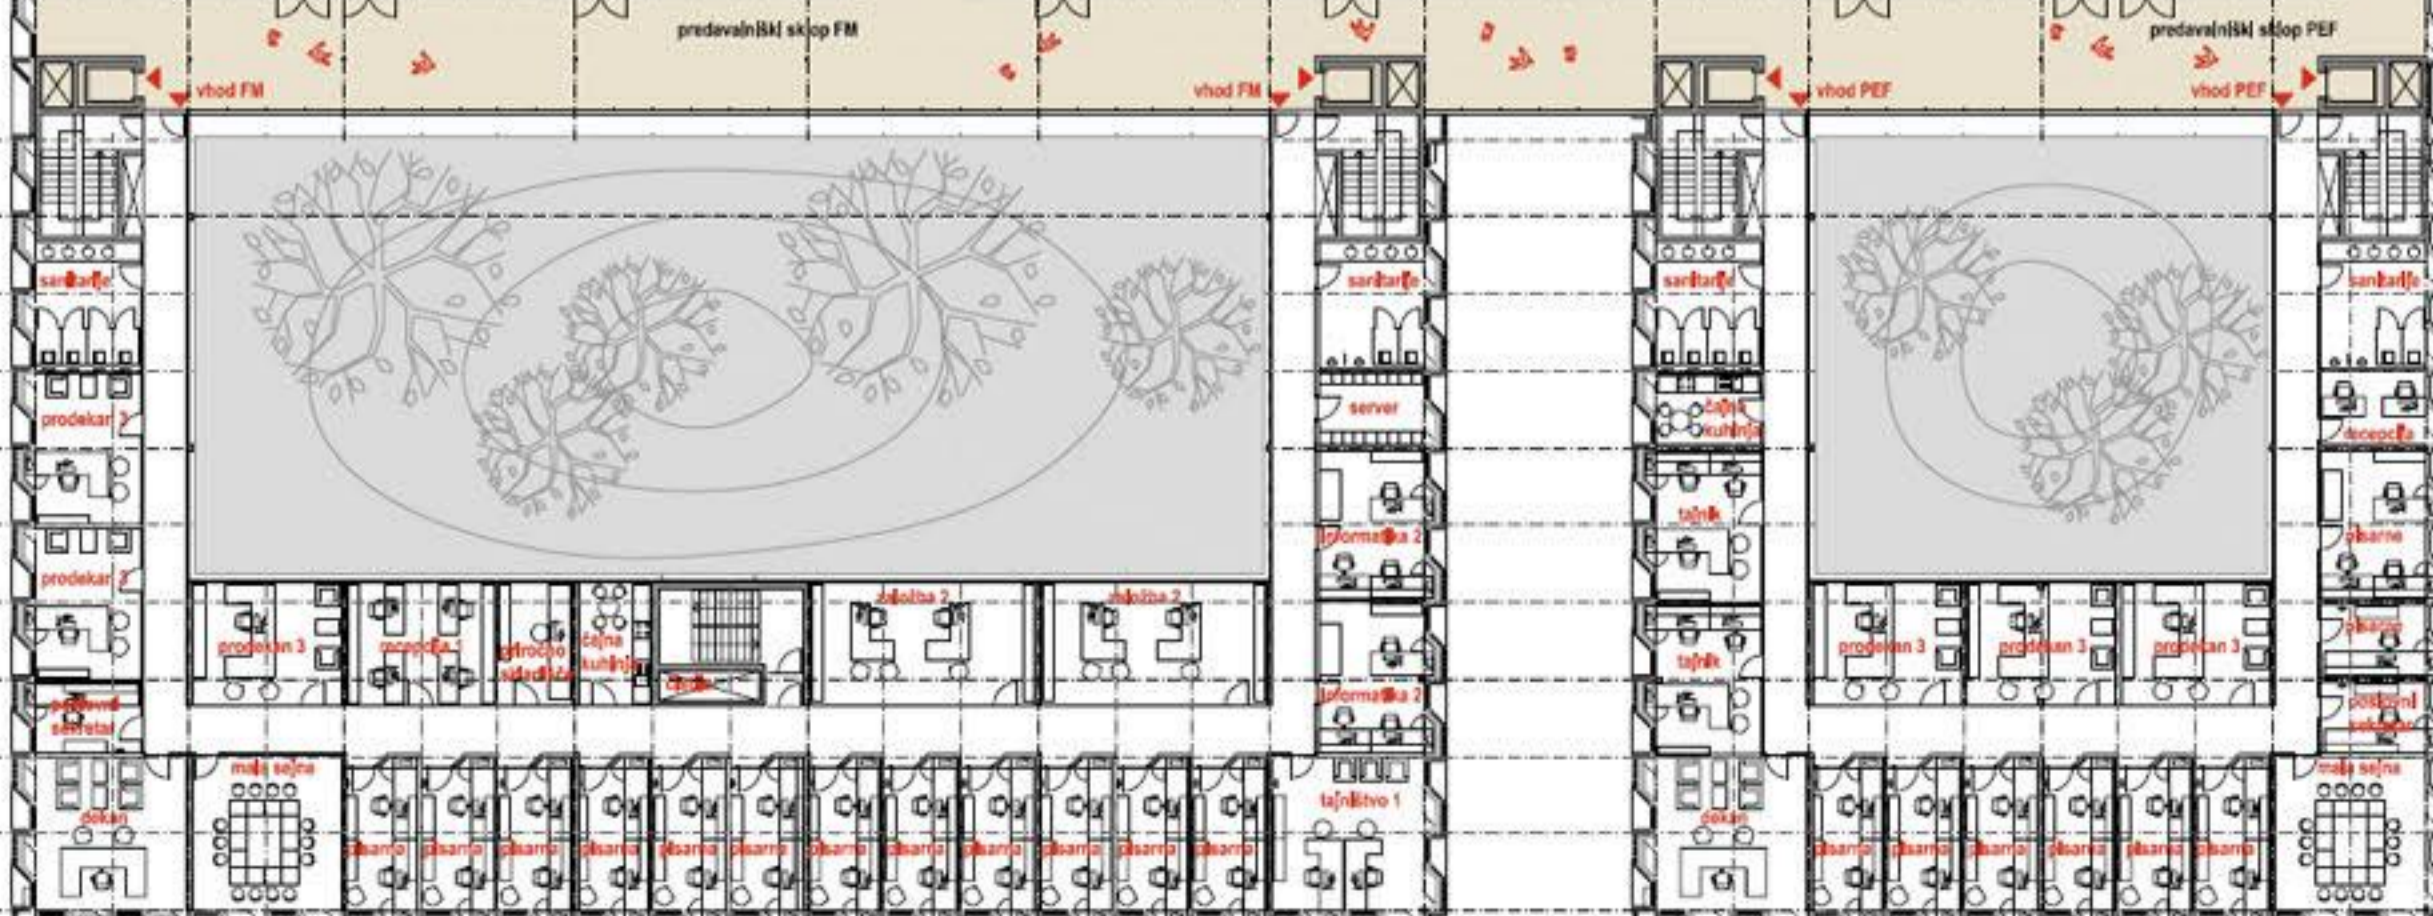 predavalniški sklop FM
predavalniški sklop PEF
vhod FM
vhod FM
vhod PEF
vhod PEF
sanitarije
sanitarije
sanitarije
sanitarije
prodekan 3
server
čajna
kuhinja
recepcija
prodekan 3
informatika 2
tajnik
pisarne
prodekan 3
recepcija 1
priročno
skladišče
čajna
kuhinja
založba 2
založba 2
informatika 2
tajnik
prodekan 3
prodekan 3
prodekan 3
pisarne
poslovni
sekretar
poslovni
sekretar
dekan
mala sejna
pisarna
pisarna
pisarna
pisarna
pisarna
pisarna
pisarna
pisarna
pisarna
pisarna
pisarna
pisarna
tajništvo 1
dekan
pisarna
pisarna
pisarna
pisarna
pisarna
pisarna
mala sejna